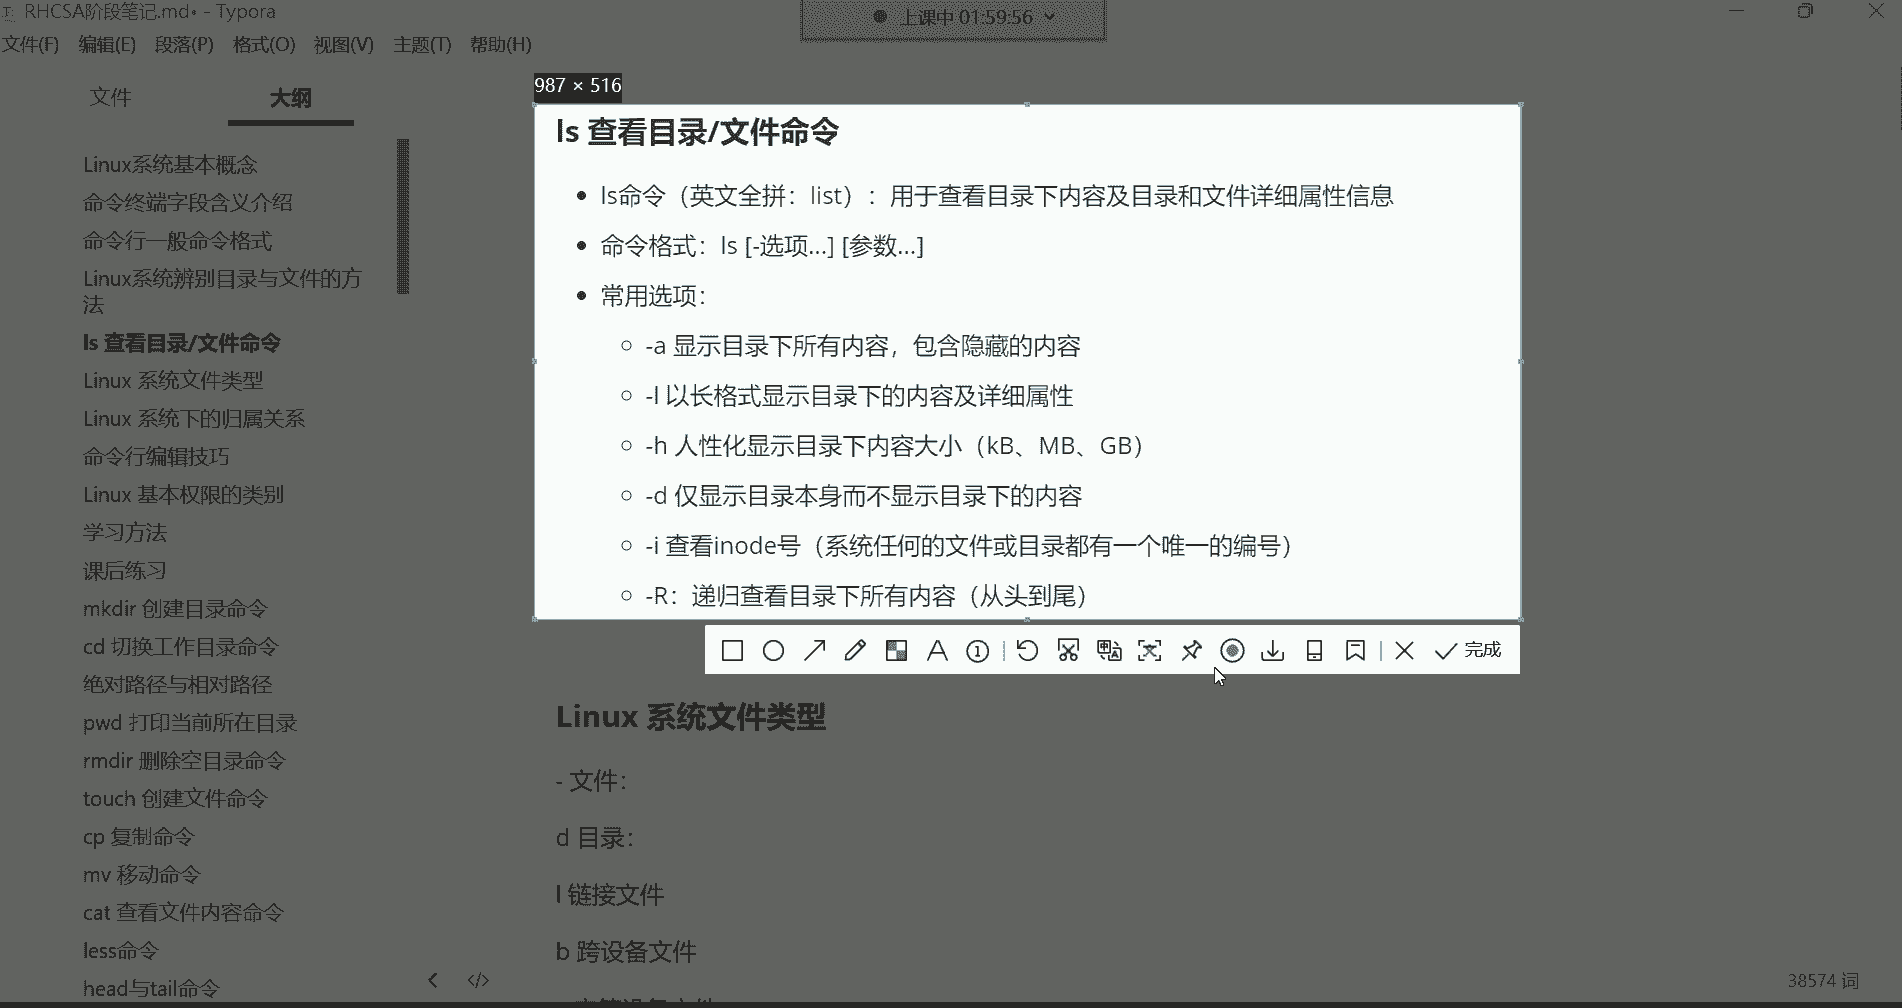 RHCSA阶段笔记.md• - Typora
上课中 01:59:56
文件(F) 编辑(E) 段落(P) 格式(O) 视图(V) 主题(T) 帮助(H)
文件 大纲
Linux系统基本概念
命令终端字段含义介绍
命令行一般命令格式
Linux系统辨别目录与文件的方
法
ls 查看目录/文件命令
Linux 系统文件类型
Linux 系统下的归属关系
命令行编辑技巧
Linux 基本权限的类别
学习方法
课后练习
mkdir 创建目录命令
cd 切换工作目录命令
绝对路径与相对路径
pwd 打印当前所在目录
rmdir 删除空目录命令
touch 创建文件命令
cp 复制命令
mv 移动命令
cat 查看文件内容命令
less命令
head与tail命令
987 × 516
ls 查看目录/文件命令
ls命令（英文全拼：list）：用于查看目录下内容及目录和文件详细属性信息
命令格式：ls [-选项...] [参数...]
常用选项：
-a 显示目录下所有内容，包含隐藏的内容
-l 以长格式显示目录下的内容及详细属性
-h 人性化显示目录下内容大小（kB、MB、GB）
-d 仅显示目录本身而不显示目录下的内容
-i 查看inode号（系统任何的文件或目录都有一个唯一的编号）
-R：递归查看目录下所有内容（从头到尾）
完成
Linux 系统文件类型
- 文件：
d 目录：
l 链接文件
b 跨设备文件
38574 词